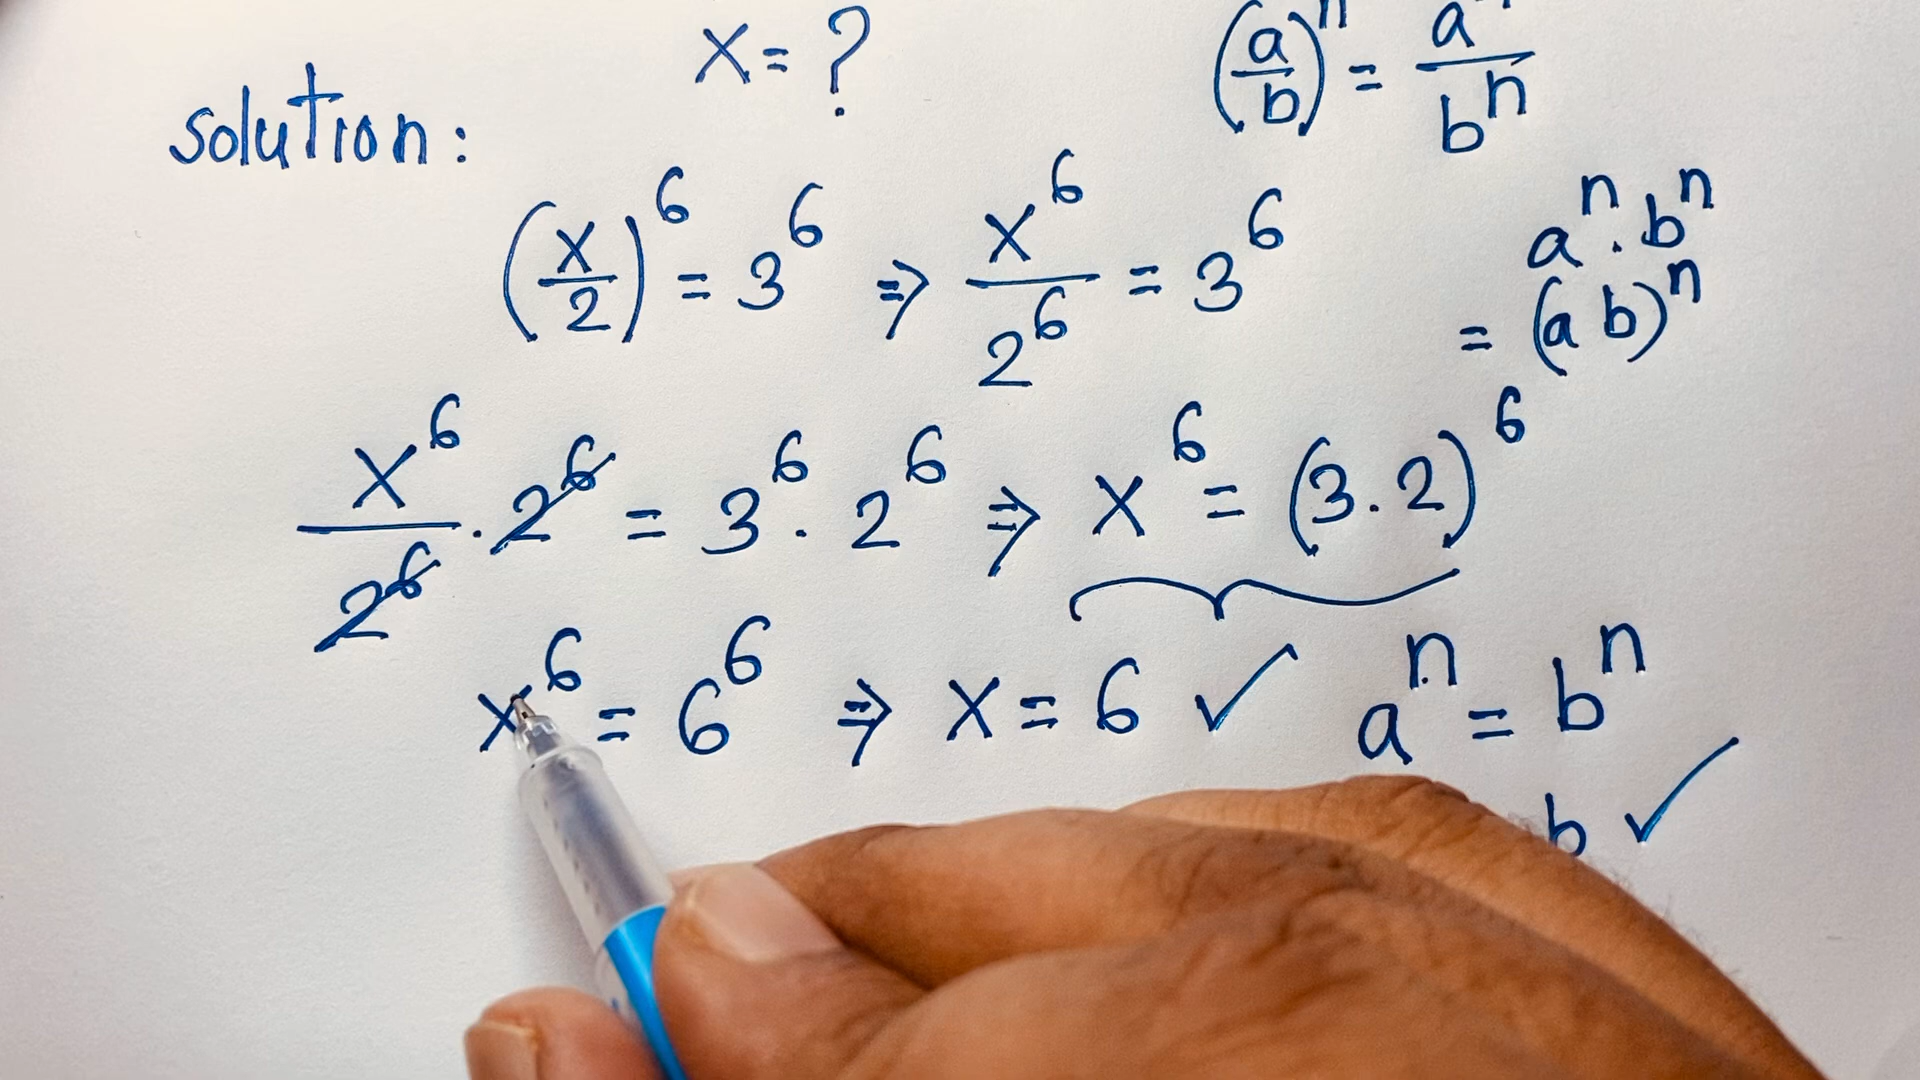 x = ?
(a/b)^n = a^n/b^n
solution:
(x/2)^6 = 3^6 ⇒ x^6/2^6 = 3^6
a^n . b^n
= (a b)^n
x^6/2^6 . 2^6 = 3^6 . 2^6 ⇒ x^6 = (3.2)^6
x^6 = 6^6 ⇒ x = 6 ✓
a^n = b^n
b ✓